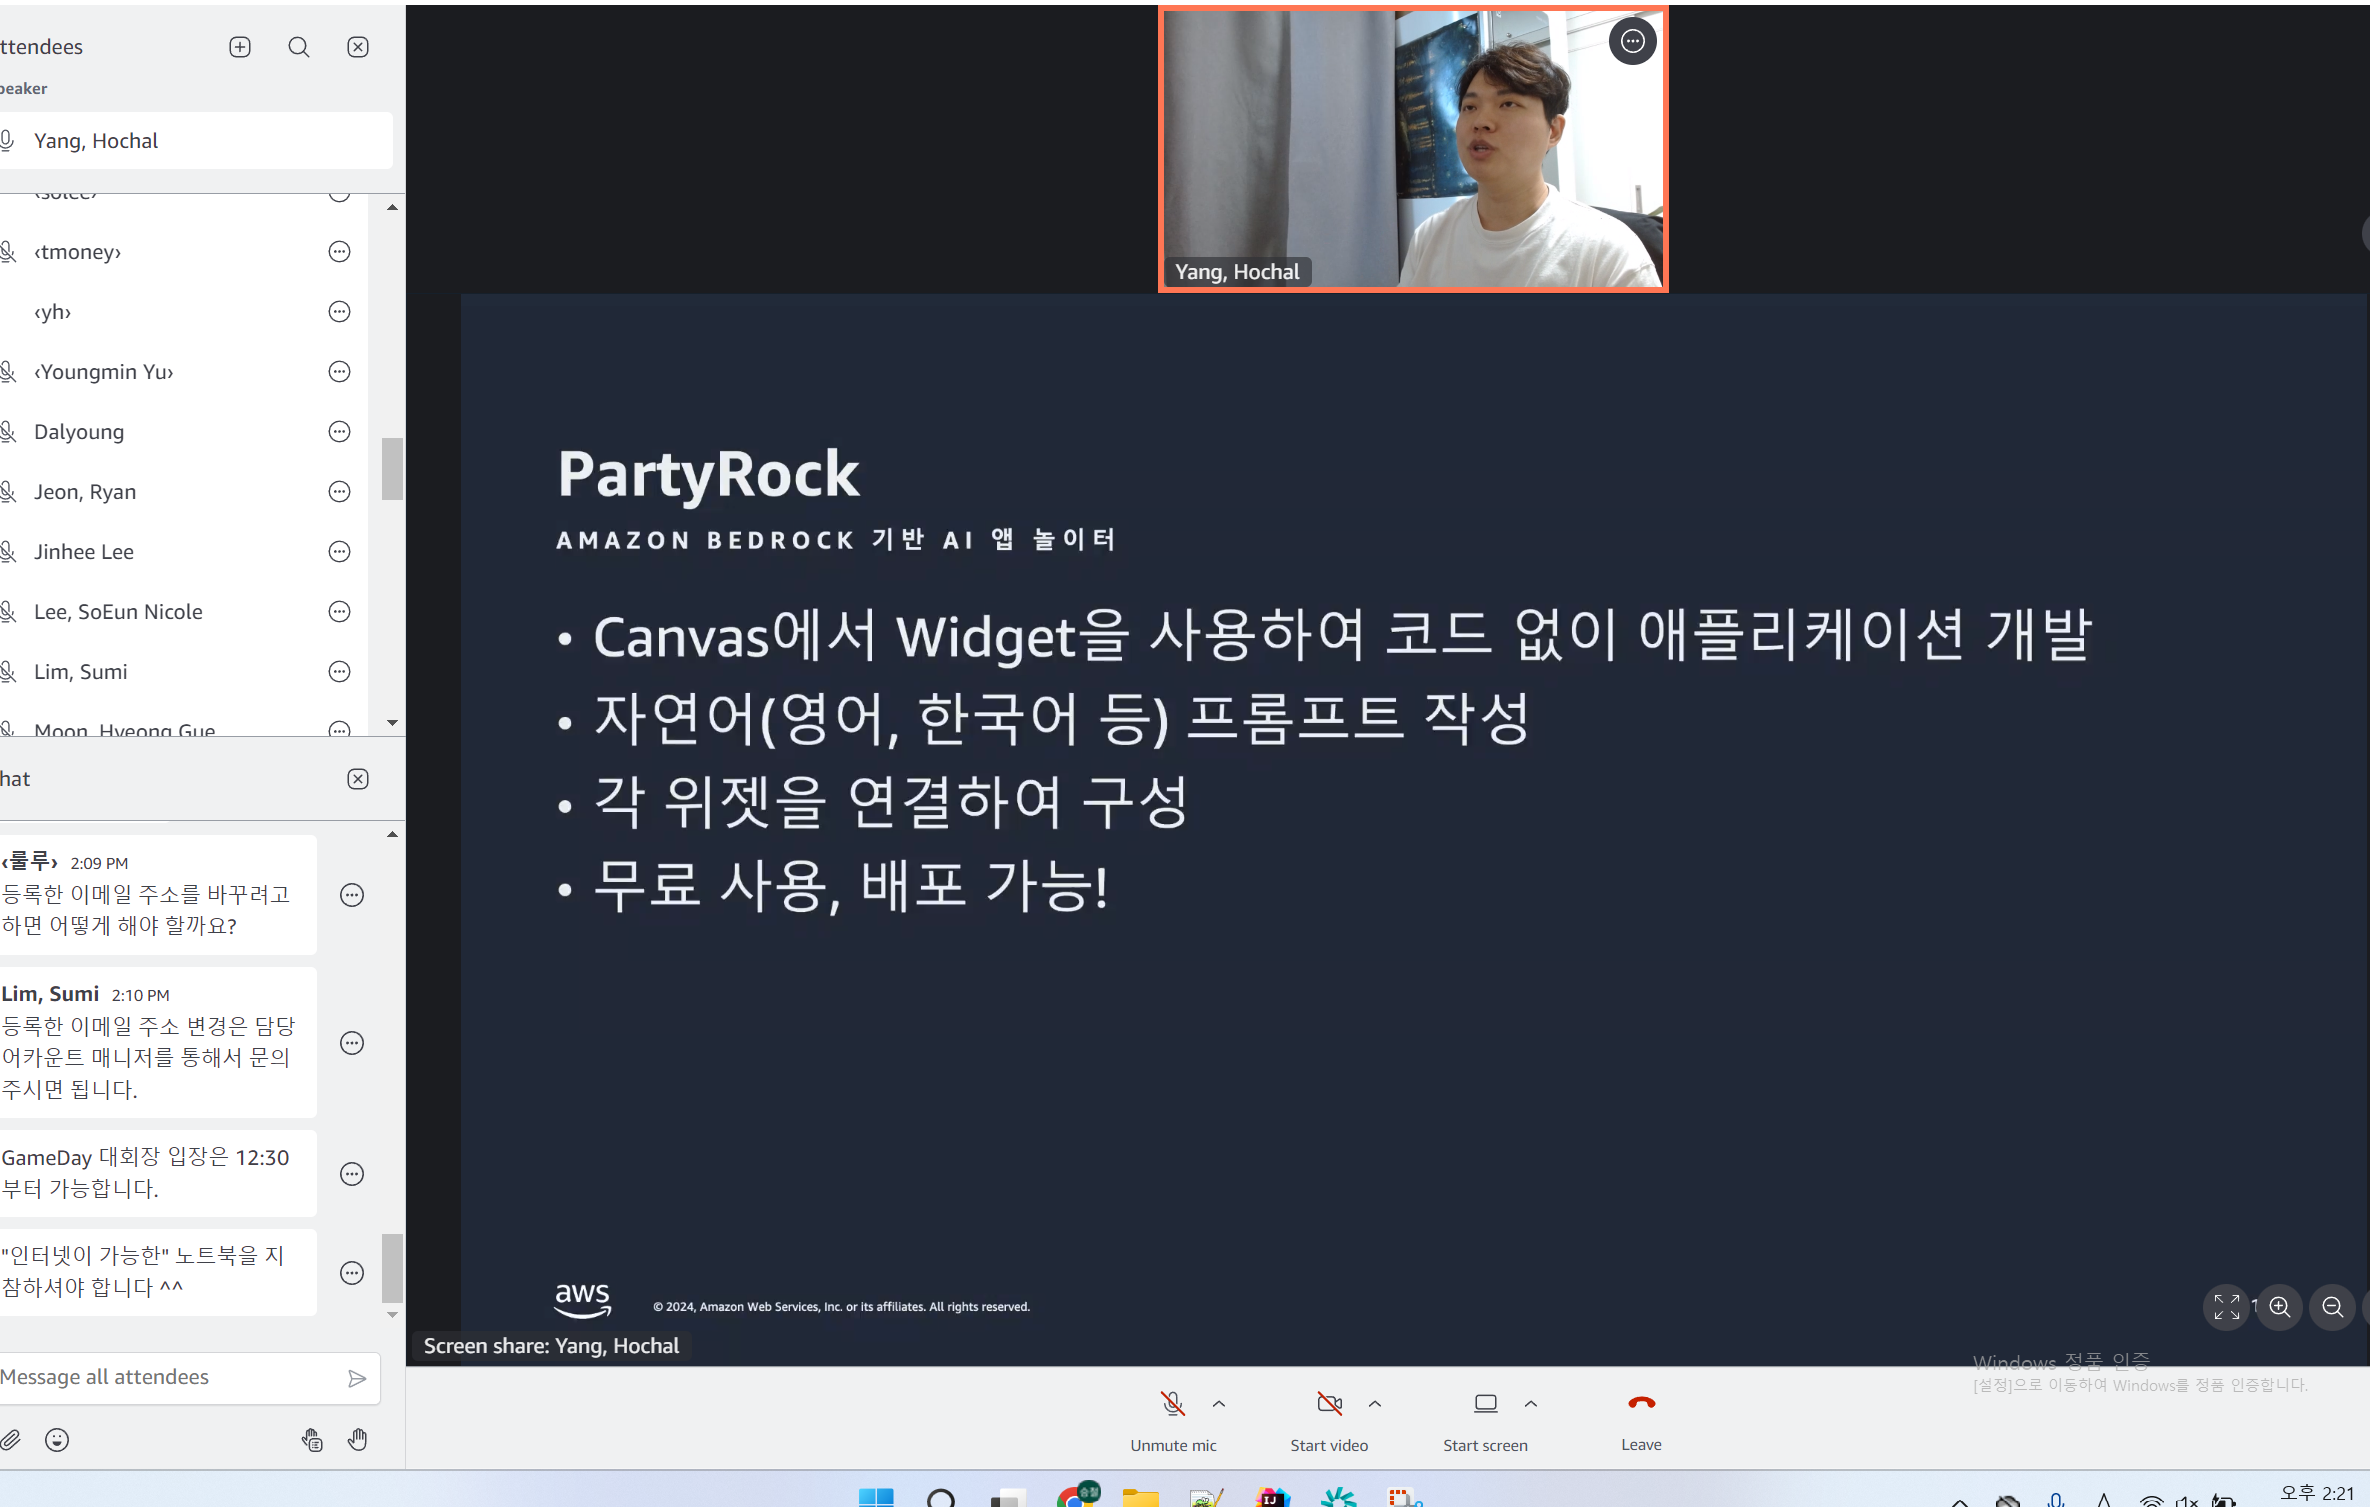 ttendees
peaker
Yang, Hochal
‹solee›
‹tmoney›
‹yh›
‹Youngmin Yu›
Dalyoung
Jeon, Ryan
Jinhee Lee
Lee, SoEun Nicole
Lim, Sumi
Moon, Hyeong Gue
hat
‹룰루› 2:09 PM
등록한 이메일 주소를 바꾸려고
하면 어떻게 해야 할까요?
Lim, Sumi 2:10 PM
등록한 이메일 주소 변경은 담당
어카운트 매니저를 통해서 문의
주시면 됩니다.
GameDay 대회장 입장은 12:30
부터 가능합니다.
"인터넷이 가능한" 노트북을 지
참하셔야 합니다 ^^
Message all attendees
Yang, Hochal
PartyRock
AMAZON BEDROCK 기반 AI 앱 놀이터
• Canvas에서 Widget을 사용하여 코드 없이 애플리케이션 개발
• 자연어(영어, 한국어 등) 프롬프트 작성
• 각 위젯을 연결하여 구성
• 무료 사용, 배포 가능!
aws
© 2024, Amazon Web Services, Inc. or its affiliates. All rights reserved.
Screen share: Yang, Hochal
Windows 정품 인증
[설정]으로 이동하여 Windows를 정품 인증합니다.
Unmute mic
Start video
Start screen
Leave
승철
IJ
A
오후 2:21